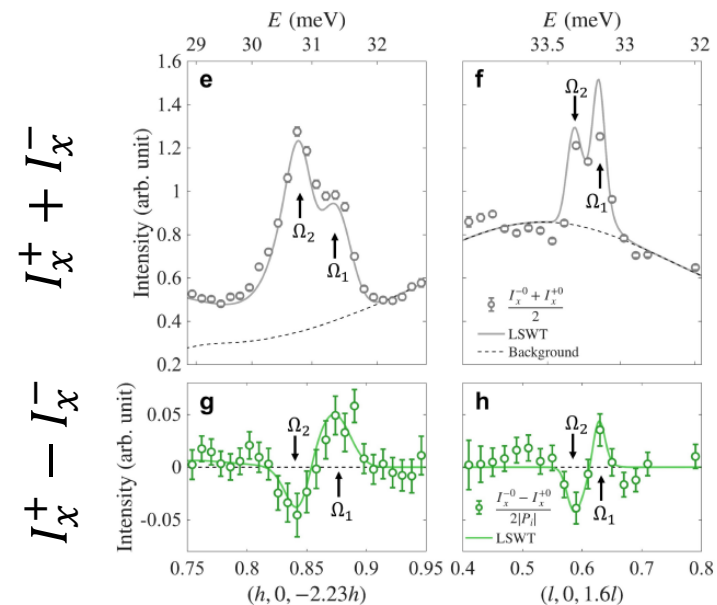 E (meV)
29 30 31 32
E (meV)
33.5 33 32
I_x^+ + I_x^-
Intensity (arb. unit)
1.6
1.4
1.2
1
0.8
0.6
0.4
0.2
e
Ω₂
Ω₁
f
Ω₂
Ω₁
(I_x^{-0} + I_x^{+0})/2
LSWT
Background
I_x^+ − I_x^-
Intensity (arb. unit)
0.05
0
-0.05
g
Ω₂
Ω₁
h
Ω₂
Ω₁
(I_x^{-0} − I_x^{+0})/2|P_i|
LSWT
0.75 0.8 0.85 0.9 0.95
(h, 0, −2.23h)
0.4 0.5 0.6 0.7 0.8
(l, 0, 1.6l)